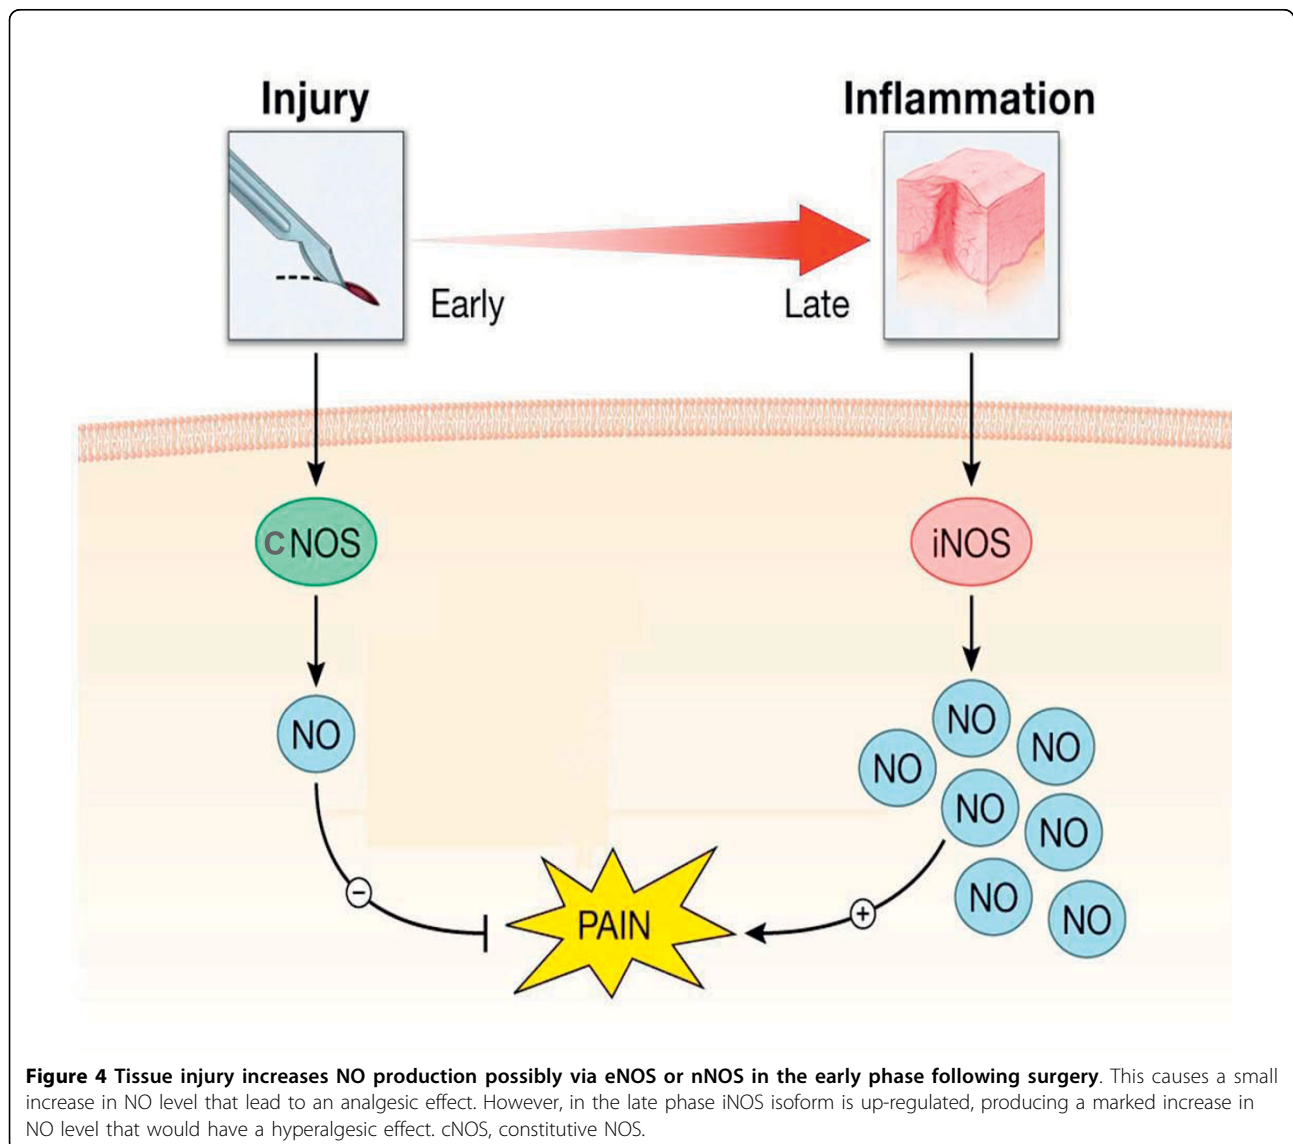 Injury
Inflammation
Early
Late
CNOS
iNOS
NO
NO
NO
NO
NO
NO
NO
NO
−
+
PAIN
Figure 4 Tissue injury increases NO production possibly via eNOS or nNOS in the early phase following surgery. This causes a small
increase in NO level that lead to an analgesic effect. However, in the late phase iNOS isoform is up-regulated, producing a marked increase in
NO level that would have a hyperalgesic effect. cNOS, constitutive NOS.